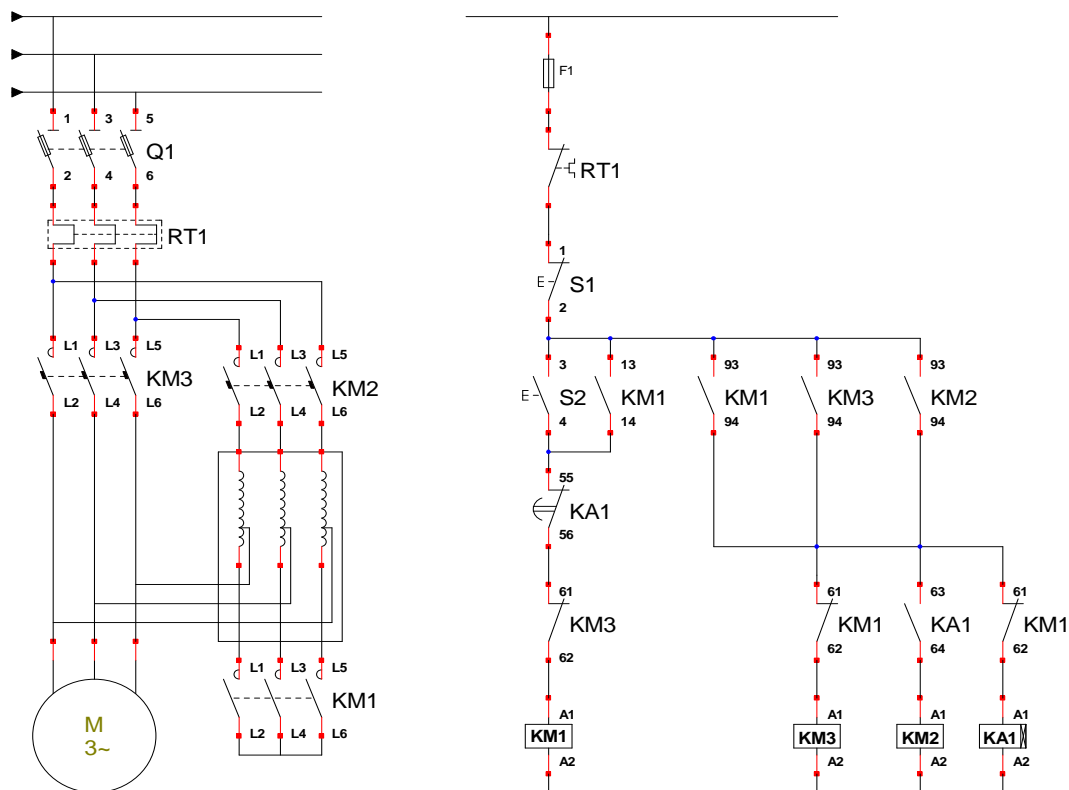 1 3 5
Q1
2 4 6
RT1
L1 L3 L5
KM3
L2 L4 L6
L1 L3 L5
KM2
L2 L4 L6
L1 L3 L5
KM1
L2 L4 L6
M
3~
F1
RT1
1
E S1
2
3 13 93 93 93
E S2 KM1 KM1 KM3 KM2
4 14 94 94 94
55
KA1
56
61 61 63 61
KM3 KM1 KA1 KM1
62 62 64 62
A1 A1 A1 A1
KM1 KM3 KM2 KA1
A2 A2 A2 A2